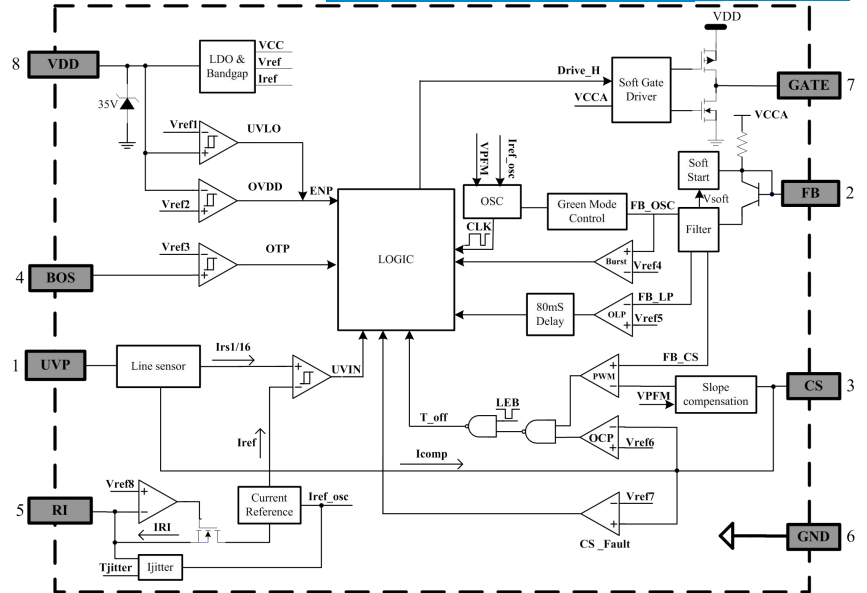 VDD
8
VDD
LDO &
Bandgap
VCC
Vref
Iref
35V
Drive_H
VCCA
Soft Gate
Driver
GATE
7
VCCA
Vref1
UVLO
OVDD
Vref2
ENP
VPFM
Iref_osc
OSC
CLK
Green Mode
Control
FB_OSC
Soft
Start
Vsoft
Filter
FB
2
Vref3
OTP
4
BOS
LOGIC
Burst
Vref4
80mS
Delay
OLP
FB_LP
Vref5
1
UVP
Line sensor
Irs1/16
UVIN
FB_CS
PWM
VPFM
Slope
compensation
CS
3
LEB
T_off
OCP
Vref6
Iref
Icomp
Vref8
5
RI
IRI
Current
Reference
Iref_osc
Vref7
CS_Fault
Tjitter
Ijitter
GND
6